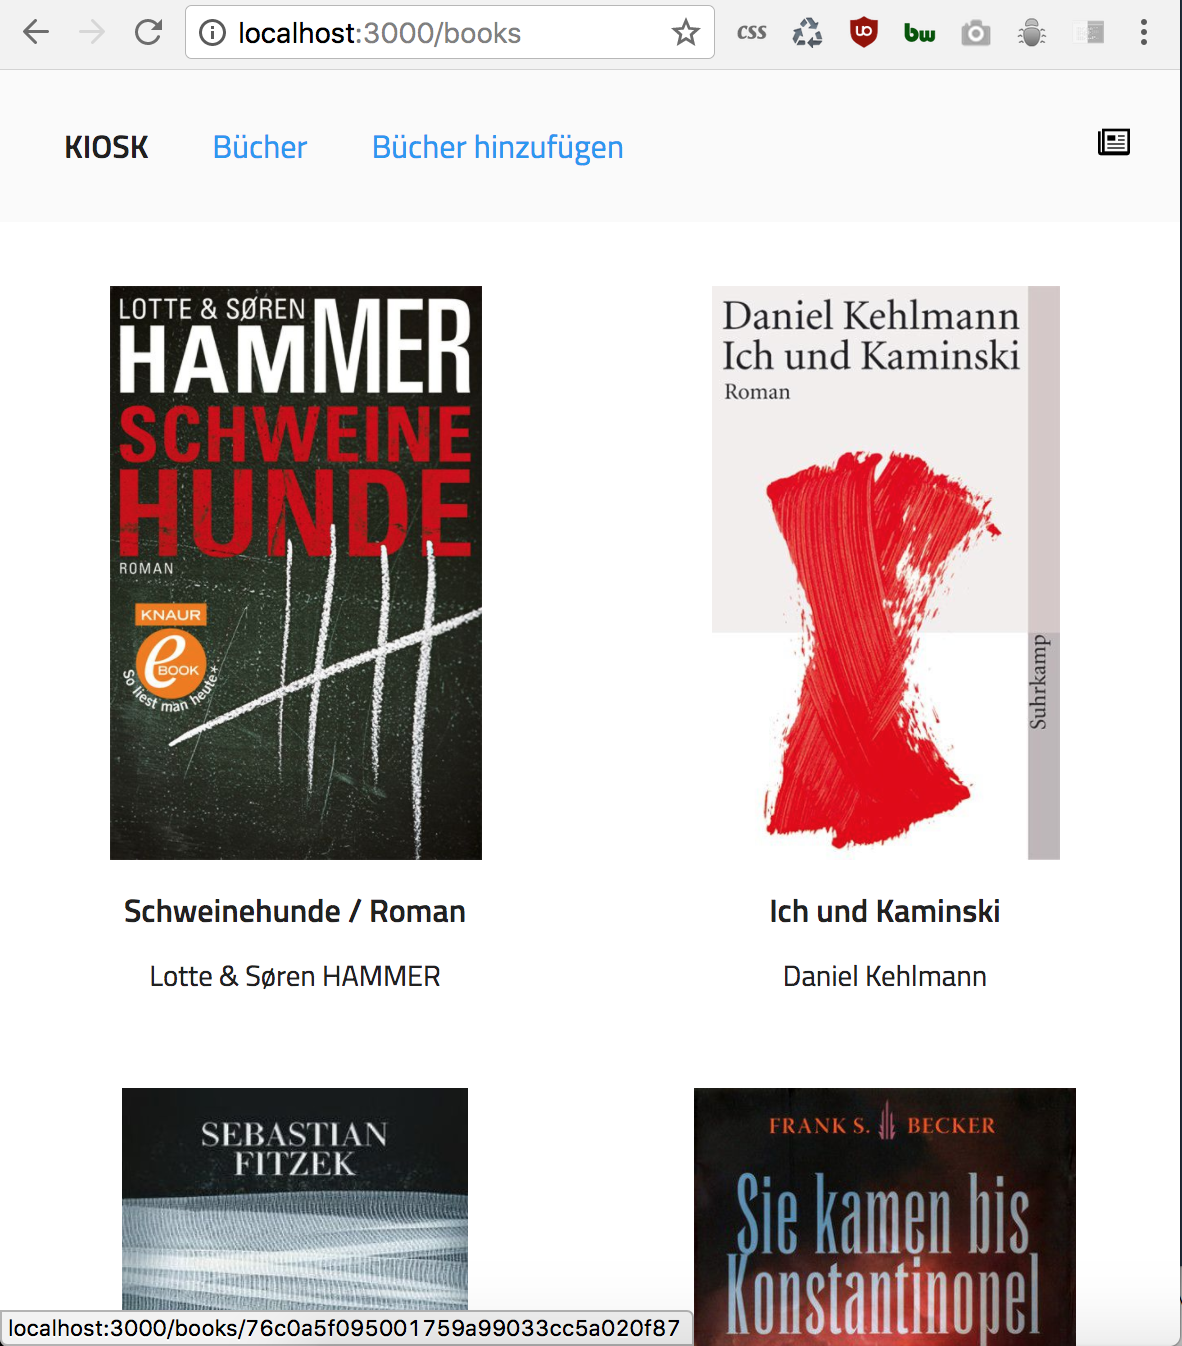 localhost:3000/books
css
uo
bw
KIOSK
Bücher
Bücher hinzufügen
LOTTE & SØREN
HAMMER
SCHWEINE
HUNDE
ROMAN
KNAUR
e
BOOK
So liest man heute*
Daniel Kehlmann
Ich und Kaminski
Roman
Suhrkamp
Schweinehunde / Roman
Lotte & Søren HAMMER
Ich und Kaminski
Daniel Kehlmann
SEBASTIAN
FITZEK
FRANK S. BECKER
Sie kamen bis
Konstantinopel
localhost:3000/books/76c0a5f095001759a99033cc5a020f87